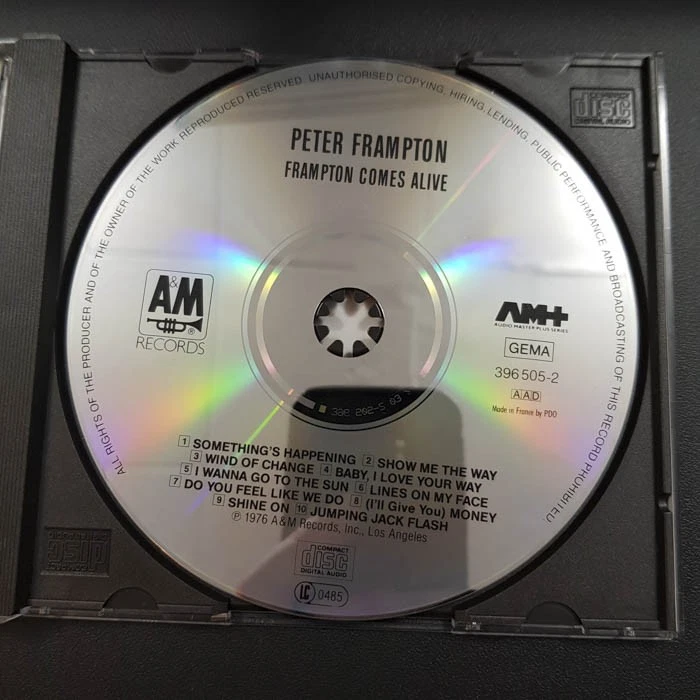 ALL RIGHTS OF THE PRODUCER AND OF THE OWNER OF THE WORK REPRODUCED RESERVED. UNAUTHORISED COPYING, HIRING, LENDING, PUBLIC PERFORMANCE AND BROADCASTING OF THIS RECORD PROHIBITED.
COMPACT
disc
DIGITAL AUDIO
PETER FRAMPTON
FRAMPTON COMES ALIVE
A&M
®
RECORDS
AM+
AUDIO MASTER PLUS SERIES
GEMA
396 505-2
AAD
Made in France by PDO
1 SOMETHING'S HAPPENING 2 SHOW ME THE WAY
3 WIND OF CHANGE 4 BABY, I LOVE YOUR WAY
5 I WANNA GO TO THE SUN 6 LINES ON MY FACE
7 DO YOU FEEL LIKE WE DO 8 (I'll Give You) MONEY
9 SHINE ON 10 JUMPING JACK FLASH
℗ 1976 A&M Records, Inc., Los Angeles
COMPACT
disc
DIGITAL AUDIO
LC 0485